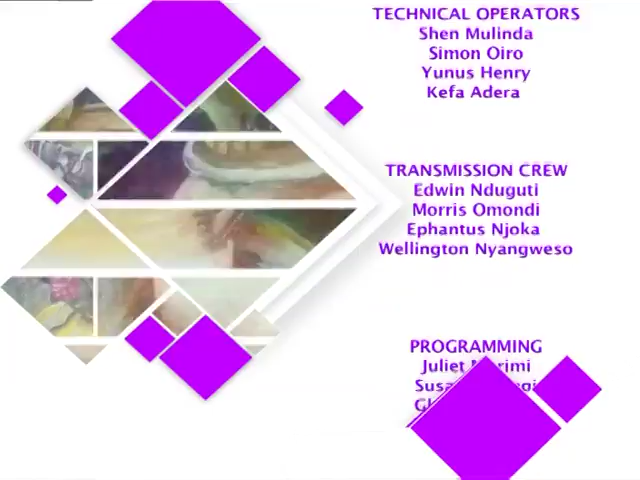 TECHNICAL OPERATORS
Shen Mulinda
Simon Oiro
Yunus Henry
Kefa Adera
TRANSMISSION CREW
Edwin Nduguti
Morris Omondi
Ephantus Njoka
Wellington Nyangweso
PROGRAMMING
Juliet